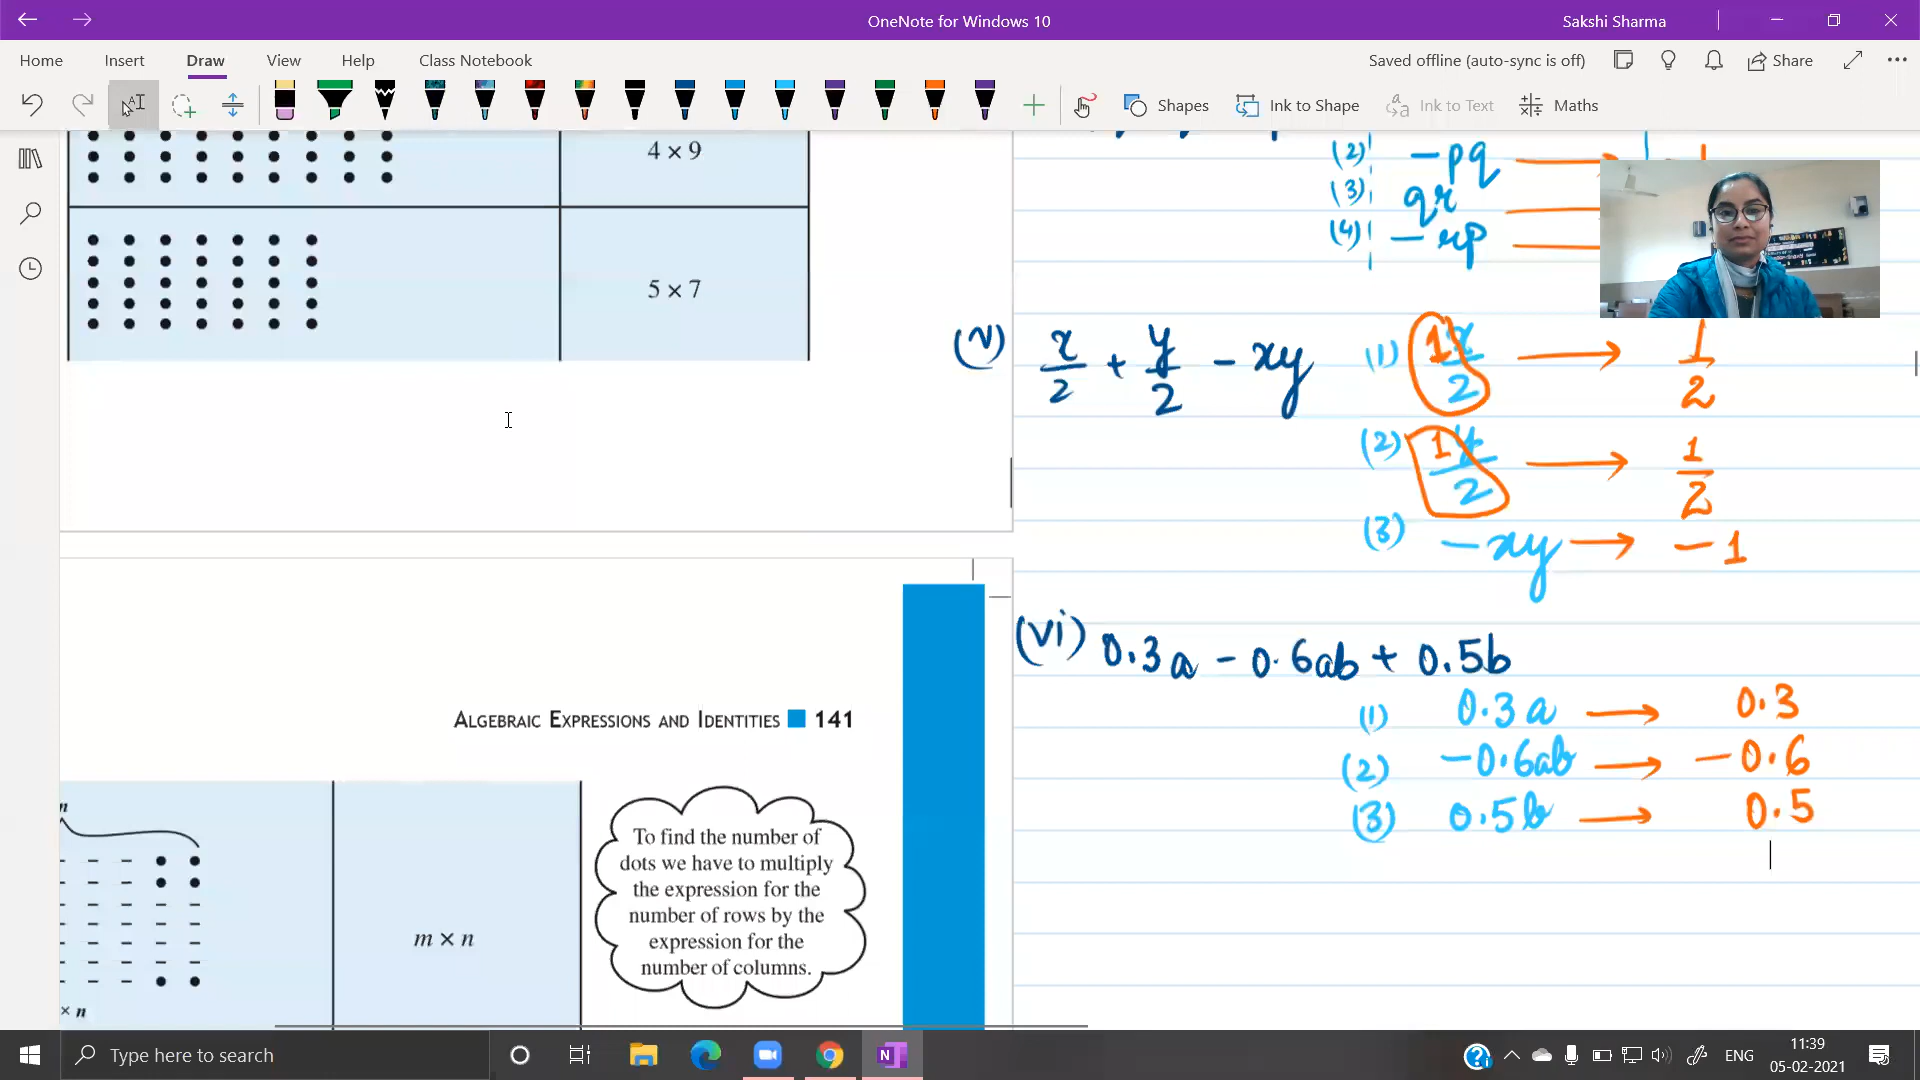 OneNote for Windows 10
Sakshi Sharma
Home Insert Draw View Help Class Notebook
Saved offline (auto-sync is off) Share
Shapes Ink to Shape Ink to Text Maths
4 × 9
5 × 7
ALGEBRAIC EXPRESSIONS AND IDENTITIES 141
n
m × n
× n
To find the number of
dots we have to multiply
the expression for the
number of rows by the
expression for the
number of columns.
(2) -pq →
(3) qr
(4) -rp
(v) x/2 + y/2 - xy
(1) 1x/2 → 1/2
(2) 1y/2 → 1/2
(3) -xy → -1
(vi) 0.3a - 0.6ab + 0.5b
(1) 0.3a → 0.3
(2) -0.6ab → -0.6
(3) 0.5b → 0.5
Type here to search
ENG
11:39
05-02-2021